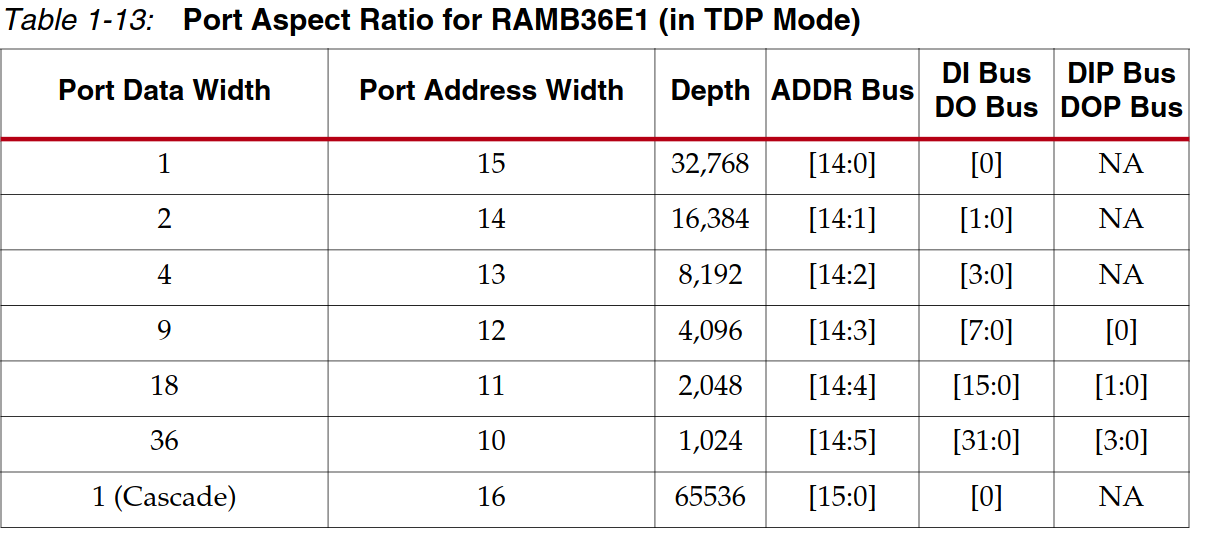 Table 1-13: Port Aspect Ratio for RAMB36E1 (in TDP Mode)
Port Data Width Port Address Width Depth ADDR Bus DI Bus DO Bus DIP Bus DOP Bus
1 15 32,768 [14:0] [0] NA
2 14 16,384 [14:1] [1:0] NA
4 13 8,192 [14:2] [3:0] NA
9 12 4,096 [14:3] [7:0] [0]
18 11 2,048 [14:4] [15:0] [1:0]
36 10 1,024 [14:5] [31:0] [3:0]
1 (Cascade) 16 65536 [15:0] [0] NA